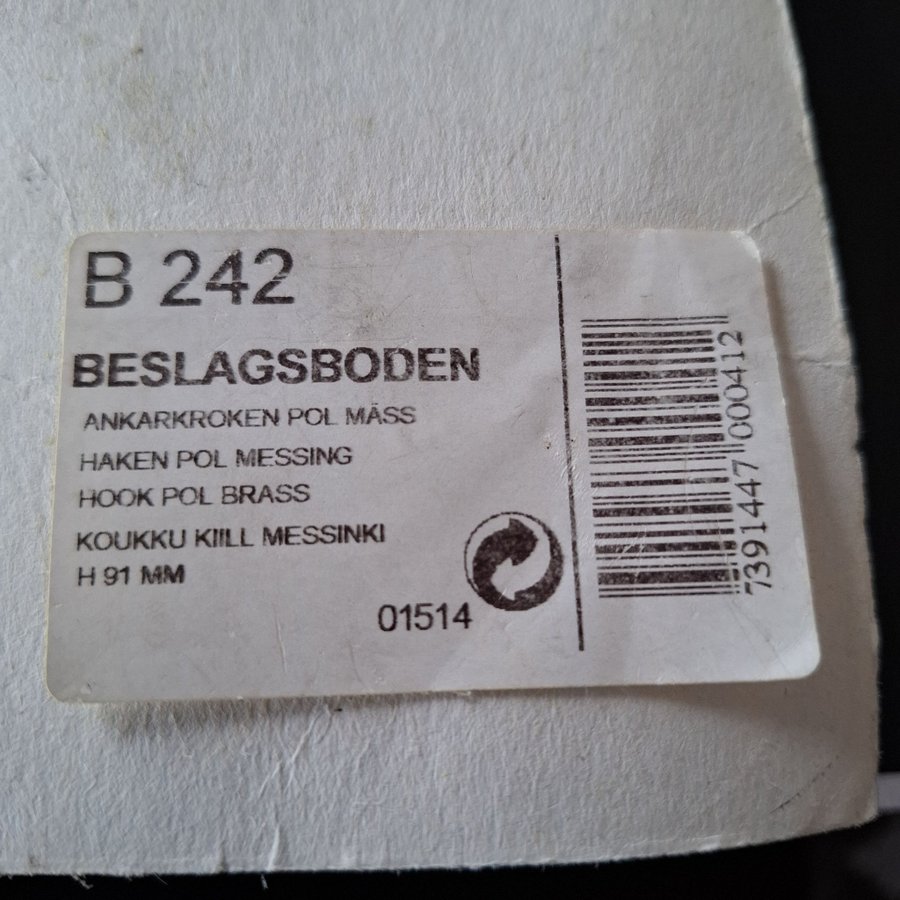 B 242
BESLAGSBODEN
ANKARKROKEN POL MÄSS
HAKEN POL MESSING
HOOK POL BRASS
KOUKKU KIILL MESSINKI
H 91 MM
01514
7391447 000412